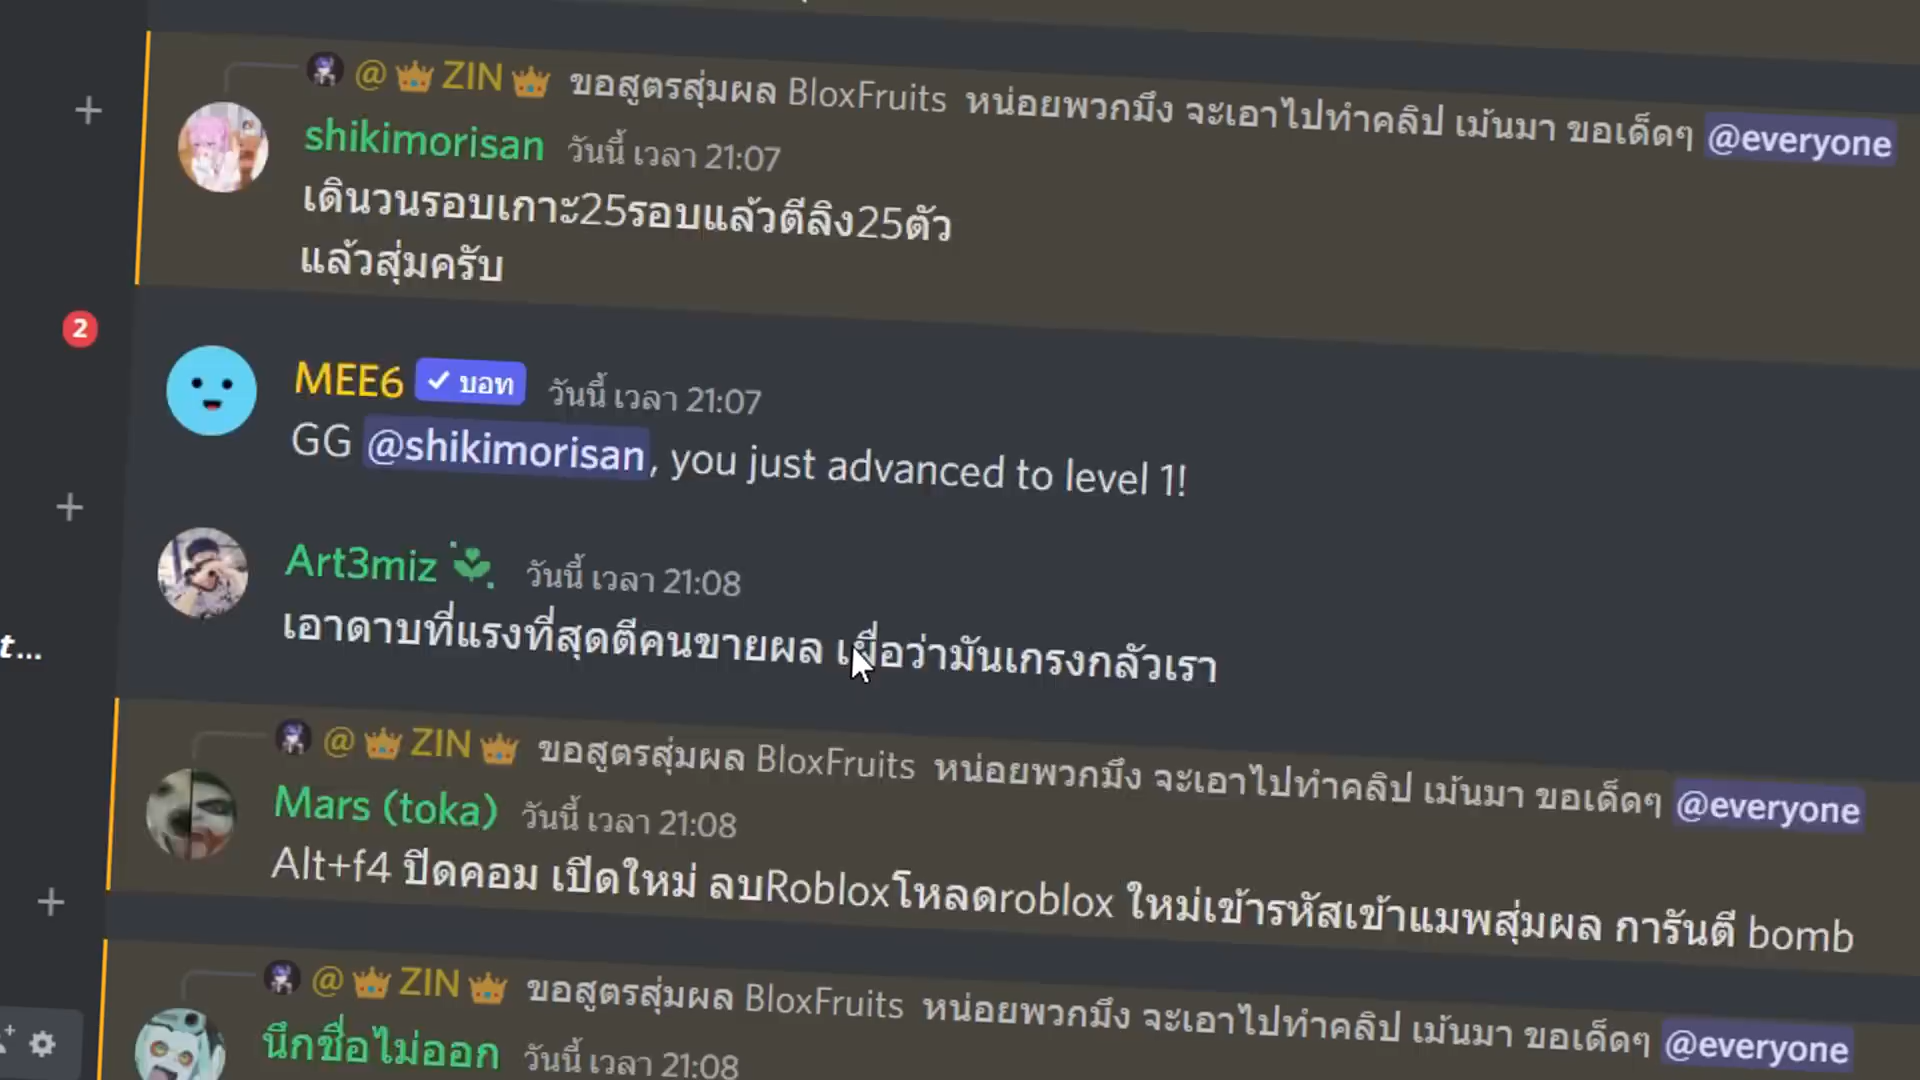 @👑 ZIN 👑 ขอสูตรสุ่มผล BloxFruits หน่อยพวกมึง จะเอาไปทำคลิป เม้นมา ขอเด็ดๆ @everyone
shikimorisan วันนี้ เวลา 21:07
เดินวนรอบเกาะ25รอบแล้วตีลิง25ตัว
แล้วสุ่มครับ
2
MEE6 ✓ บอท วันนี้ เวลา 21:07
GG @shikimorisan, you just advanced to level 1!
Art3miz วันนี้ เวลา 21:08
เอาดาบที่แรงที่สุดตีคนขายผล เผื่อว่ามันเกรงกลัวเรา
t...
@👑 ZIN 👑 ขอสูตรสุ่มผล BloxFruits หน่อยพวกมึง จะเอาไปทำคลิป เม้นมา ขอเด็ดๆ @everyone
Mars (toka) วันนี้ เวลา 21:08
Alt+f4 ปิดคอม เปิดใหม่ ลบRobloxโหลดroblox ใหม่เข้ารหัสเข้าแมพสุ่มผล การันตี bomb
@👑 ZIN 👑 ขอสูตรสุ่มผล BloxFruits หน่อยพวกมึง จะเอาไปทำคลิป เม้นมา ขอเด็ดๆ @everyone
นึกชื่อไม่ออก วันนี้ เวลา 21:08